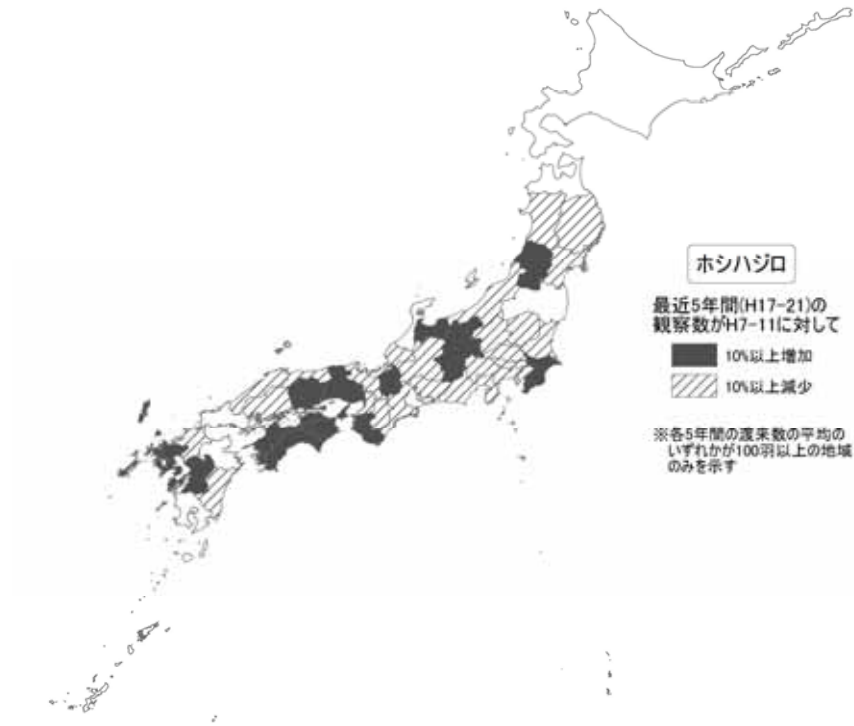 ホシハジロ
最近5年間(H17-21)の
観察数がH7-11に対して
10%以上増加
10%以上減少
※各5年間の渡来数の平均の
いずれかが100羽以上の地域
のみを示す